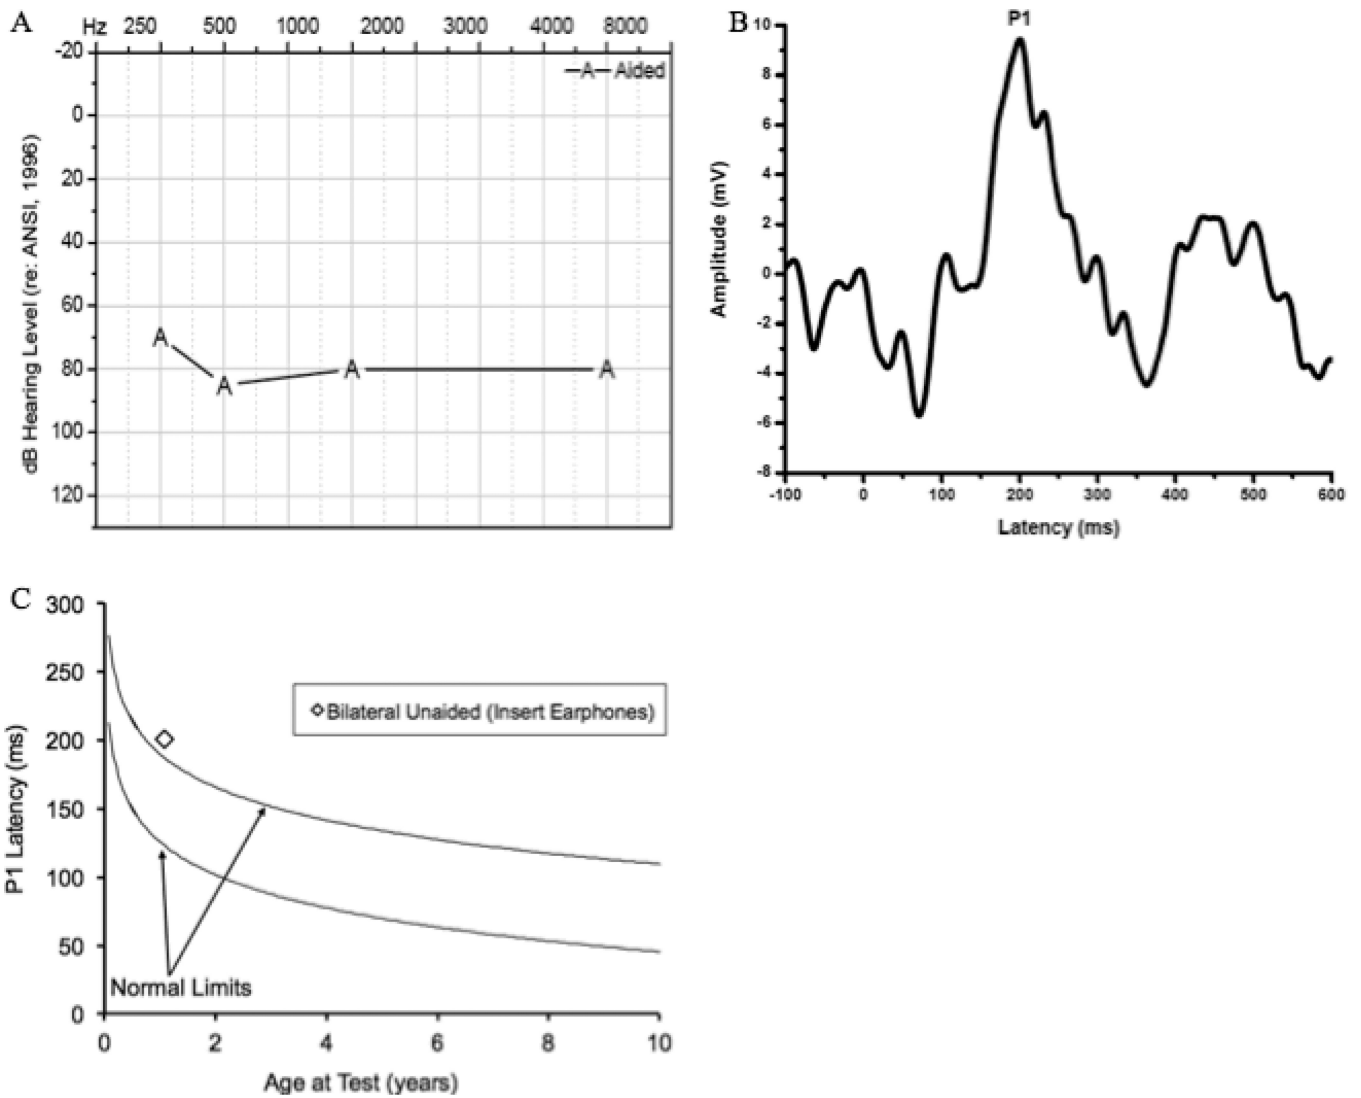 A
Hz 250 500 1000 2000 3000 4000 8000
-20
0
20
40
60
80
100
120
dB Hearing Level (re: ANSI, 1996)
—A— Aided
A A A A
B
P1
10
8
6
4
2
0
-2
-4
-6
-8
Amplitude (mV)
-100 0 100 200 300 400 500 600
Latency (ms)
C
300
250
200
150
100
50
0
P1 Latency (ms)
◇Bilateral Unaided (Insert Earphones)
Normal Limits
0 2 4 6 8 10
Age at Test (years)